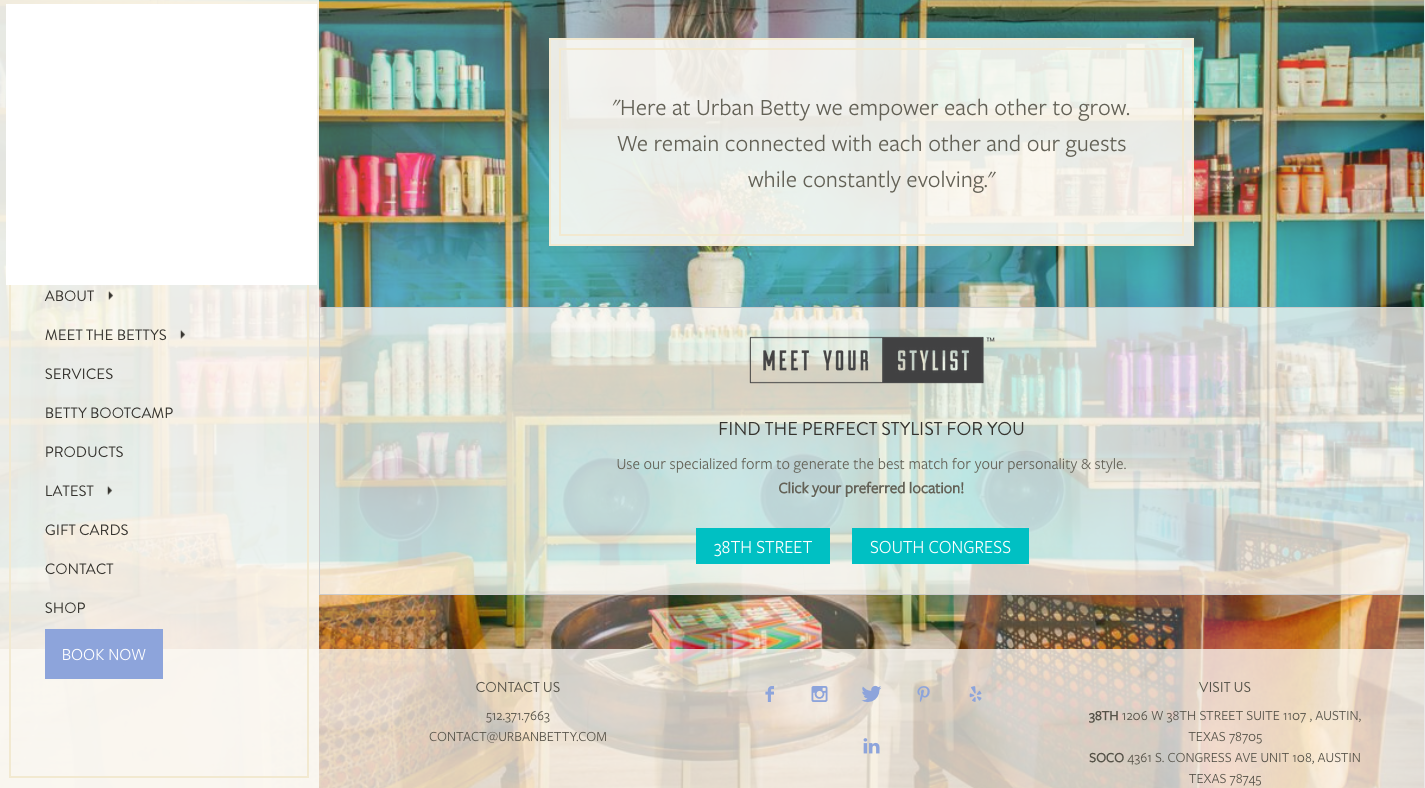 "Here at Urban Betty we empower each other to grow.
We remain connected with each other and our guests
while constantly evolving."
ABOUT
MEET THE BETTYS
SERVICES
BETTY BOOTCAMP
PRODUCTS
LATEST
GIFT CARDS
CONTACT
SHOP
BOOK NOW
MEET YOUR STYLIST™
FIND THE PERFECT STYLIST FOR YOU
Use our specialized form to generate the best match for your personality & style.
Click your preferred location!
38TH STREET
SOUTH CONGRESS
CONTACT US
512.371.7663
CONTACT@URBANBETTY.COM
VISIT US
38TH 1206 W 38TH STREET SUITE 1107 , AUSTIN,
TEXAS 78705
SOCO 4361 S. CONGRESS AVE UNIT 108, AUSTIN
TEXAS 78745